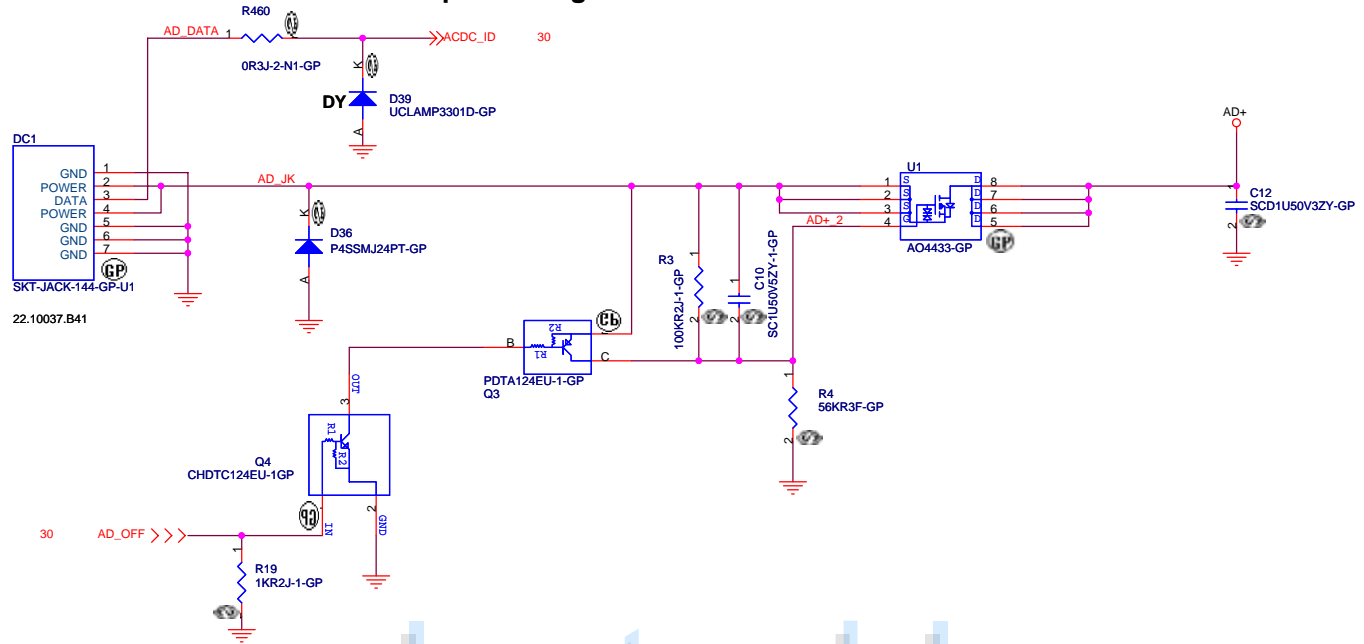 R460
AD_DATA
1
ACDC_ID
30
0R3J-2-N1-GP
K
DY
D39
UCLAMP3301D-GP
A
DC1
GND
1
POWER
2
DATA
3
POWER
4
GND
5
GND
6
GND
7
GP
SKT-JACK-144-GP-U1
22.10037.B41
AD_JK
K
D36
P4SSMJ24PT-GP
A
AD+
U1
1
S
D
8
2
S
D
7
3
S
D
6
AD+_2
4
G
D
5
AO4433-GP
GP
1
C12
SCD1U50V3ZY-GP
2
R3
100KR2J-1-GP
1
2
C10
SC1U50V5ZY-1-GP
1
2
B
R1
R2
C
PDTA124EU-1-GP
Q3
1
R4
56KR3F-GP
2
OUT
3
R1
R2
Q4
CHDTC124EU-1GP
GP
IN
2
GND
30
AD_OFF
1
R19
1KR2J-1-GP